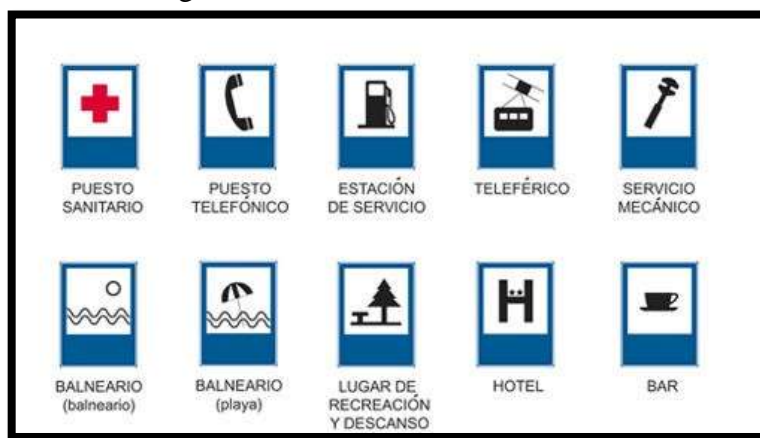 PUESTO
SANITARIO
PUESTO
TELEFÓNICO
ESTACIÓN
DE SERVICIO
TELEFÉRICO
SERVICIO
MECÁNICO
H
BALNEARIO
(balneario)
BALNEARIO
(playa)
LUGAR DE
RECREACIÓN
Y DESCANSO
HOTEL
BAR